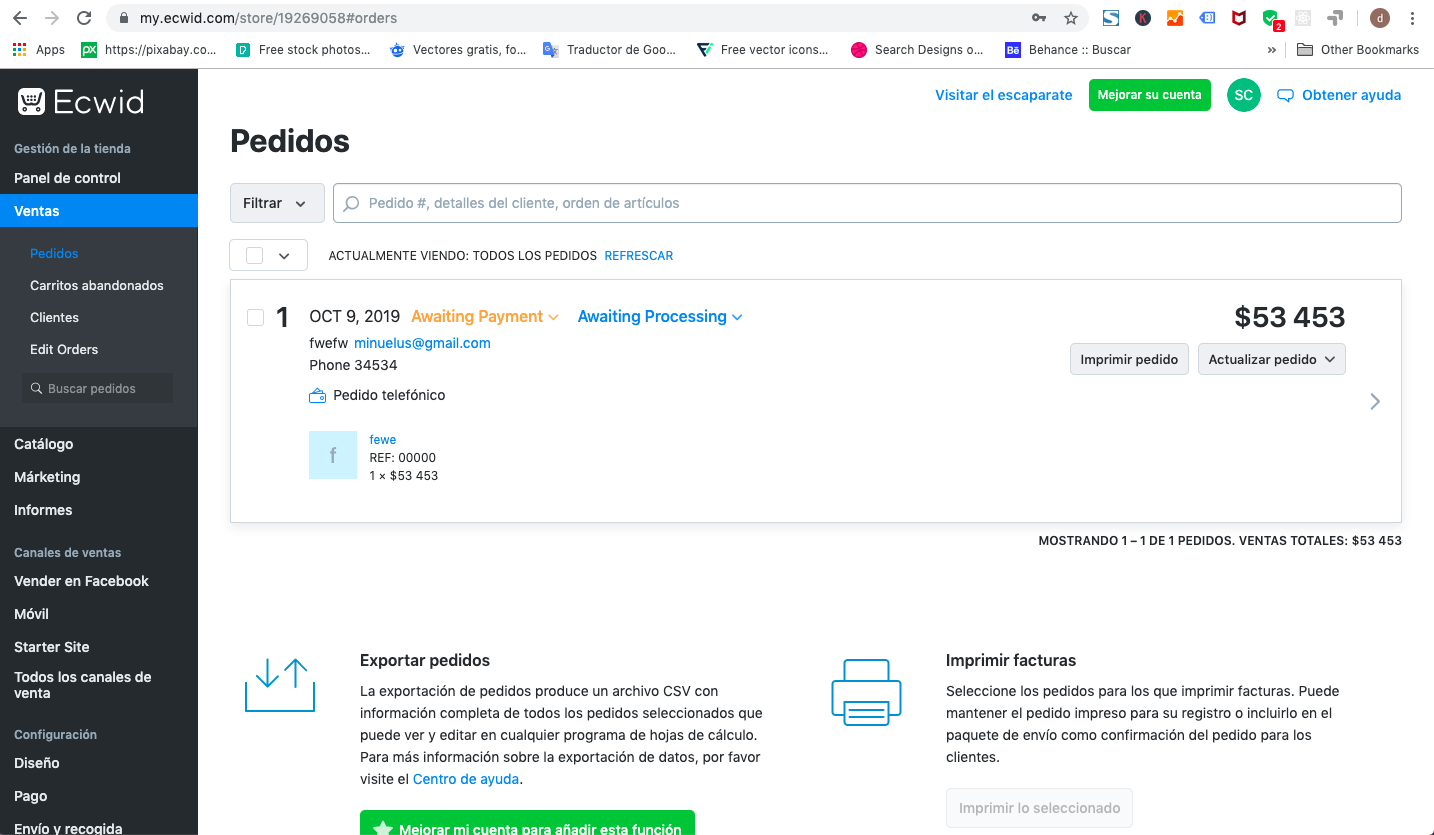 my.ecwid.com/store/19269058#orders
2
d
Apps
https://pixabay.co...
Free stock photos...
Vectores gratis, fo...
Traductor de Goo...
Free vector icons...
Search Designs o...
Behance :: Buscar
»
Other Bookmarks
Ecwid
Visitar el escaparate
Mejorar su cuenta
SC
Obtener ayuda
Gestión de la tienda
Panel de control
Ventas
Pedidos
Carritos abandonados
Clientes
Edit Orders
Buscar pedidos
Catálogo
Márketing
Informes
Canales de ventas
Vender en Facebook
Móvil
Starter Site
Todos los canales de
venta
Configuración
Diseño
Pago
Envío y recogida
Pedidos
Filtrar
Pedido #, detalles del cliente, orden de artículos
ACTUALMENTE VIENDO: TODOS LOS PEDIDOS REFRESCAR
1 OCT 9, 2019 Awaiting Payment Awaiting Processing $53 453
fwefw minuelus@gmail.com
Phone 34534
Imprimir pedido Actualizar pedido
Pedido telefónico
f
fewe
REF: 00000
1 × $53 453
MOSTRANDO 1 – 1 DE 1 PEDIDOS. VENTAS TOTALES: $53 453
Exportar pedidos
La exportación de pedidos produce un archivo CSV con
información completa de todos los pedidos seleccionados que
puede ver y editar en cualquier programa de hojas de cálculo.
Para más información sobre la exportación de datos, por favor
visite el Centro de ayuda.
Mejorar mi cuenta para añadir esta función
Imprimir facturas
Seleccione los pedidos para los que imprimir facturas. Puede
mantener el pedido impreso para su registro o incluirlo en el
paquete de envío como confirmación del pedido para los
clientes.
Imprimir lo seleccionado